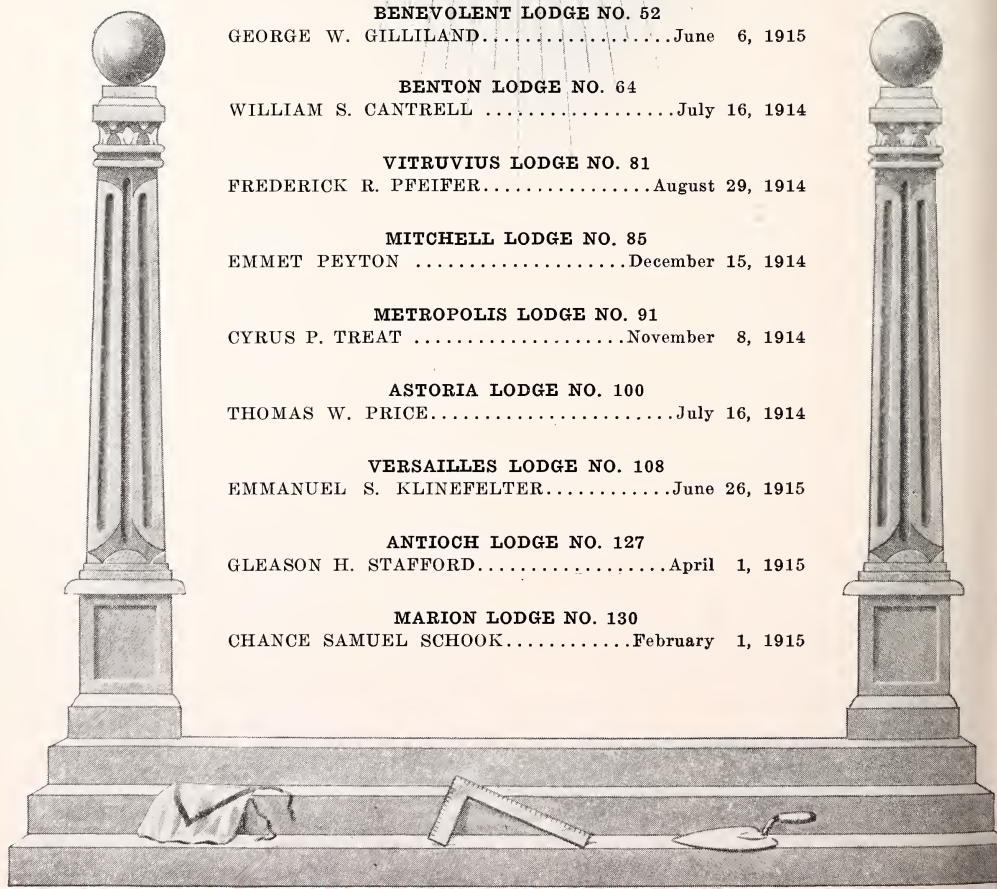 BENEVOLENT LODGE NO. 52
GEORGE W. GILLILAND..................June 6, 1915
BENTON LODGE NO. 64
WILLIAM S. CANTRELL ..................July 16, 1914
VITRUVIUS LODGE NO. 81
FREDERICK R. PFEIFER................August 29, 1914
MITCHELL LODGE NO. 85
EMMET PEYTON ....................December 15, 1914
METROPOLIS LODGE NO. 91
CYRUS P. TREAT ....................November 8, 1914
ASTORIA LODGE NO. 100
THOMAS W. PRICE.......................July 16, 1914
VERSAILLES LODGE NO. 108
EMMANUEL S. KLINEFELTER............June 26, 1915
ANTIOCH LODGE NO. 127
GLEASON H. STAFFORD..................April 1, 1915
MARION LODGE NO. 130
CHANCE SAMUEL SCHOOK............February 1, 1915